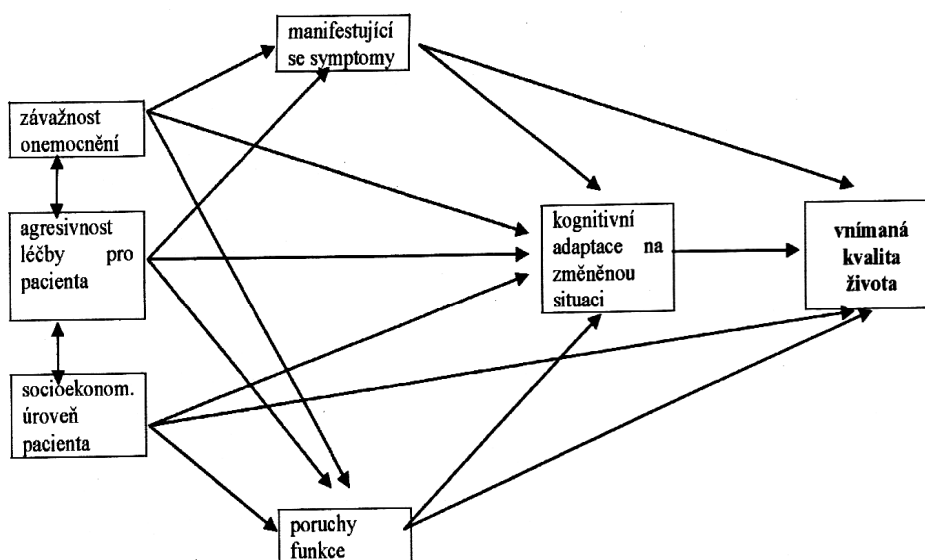 manifestující
se symptomy
závažnost
onemocnění
agresivnost
léčby pro
pacienta
kognitivní
adaptace na
změněnou
situaci
vnímaná
kvalita
života
socioekonom.
úroveň
pacienta
poruchy
funkce